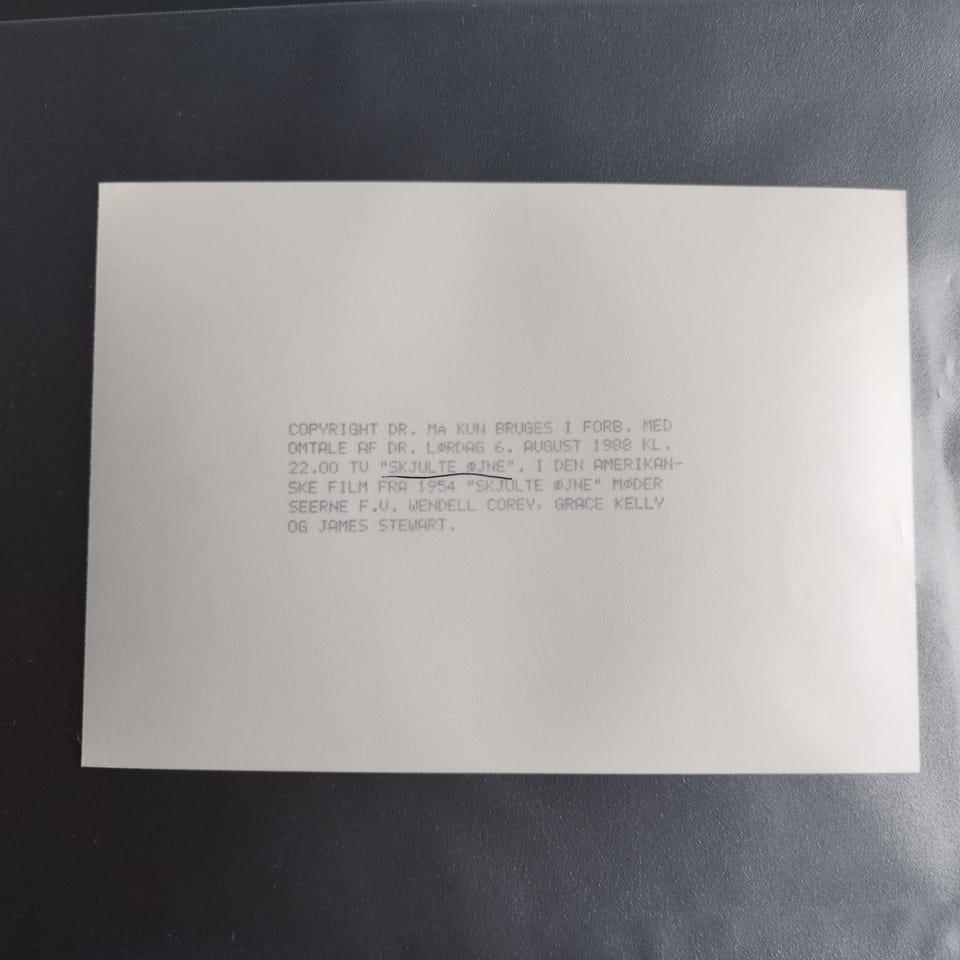 COPYRIGHT DR. MÅ KUN BRUGES I FORB. MED
OMTALE AF DR. LØRDAG 6. AUGUST 1988 KL.
22.00 TV "SKJULTE ØJNE". I DEN AMERIKAN-
SKE FILM FRA 1954 "SKJULTE ØJNE" MØDER
SEERNE F.V. WENDELL COREY, GRACE KELLY
OG JAMES STEWART.